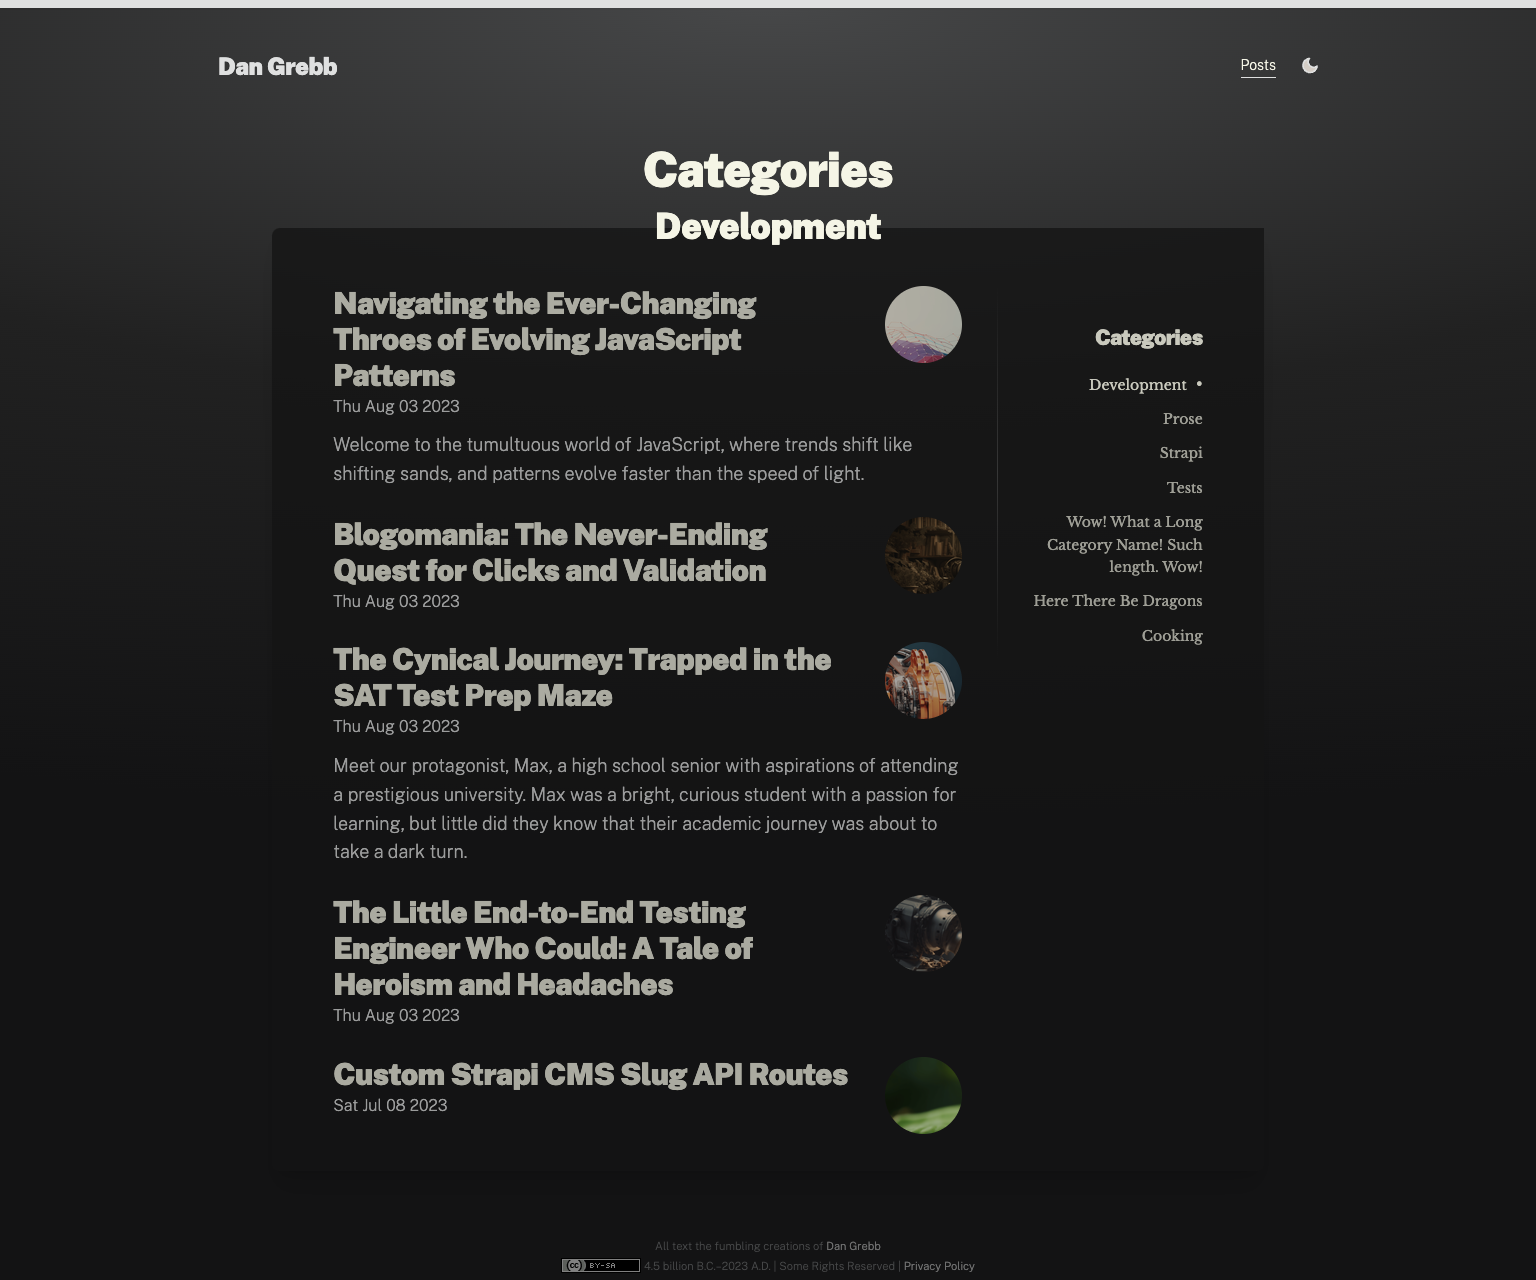 Dan Grebb
Posts
Categories
Development
Navigating the Ever-Changing
Throes of Evolving JavaScript
Patterns
Thu Aug 03 2023
Welcome to the tumultuous world of JavaScript, where trends shift like
shifting sands, and patterns evolve faster than the speed of light.
Blogomania: The Never-Ending
Quest for Clicks and Validation
Thu Aug 03 2023
The Cynical Journey: Trapped in the
SAT Test Prep Maze
Thu Aug 03 2023
Meet our protagonist, Max, a high school senior with aspirations of attending
a prestigious university. Max was a bright, curious student with a passion for
learning, but little did they know that their academic journey was about to
take a dark turn.
The Little End-to-End Testing
Engineer Who Could: A Tale of
Heroism and Headaches
Thu Aug 03 2023
Custom Strapi CMS Slug API Routes
Sat Jul 08 2023
Categories
Development •
Prose
Strapi
Tests
Wow! What a Long
Category Name! Such
length. Wow!
Here There Be Dragons
Cooking
All text the fumbling creations of Dan Grebb
cc BY-SA 4.5 billion B.C.–2023 A.D. | Some Rights Reserved | Privacy Policy